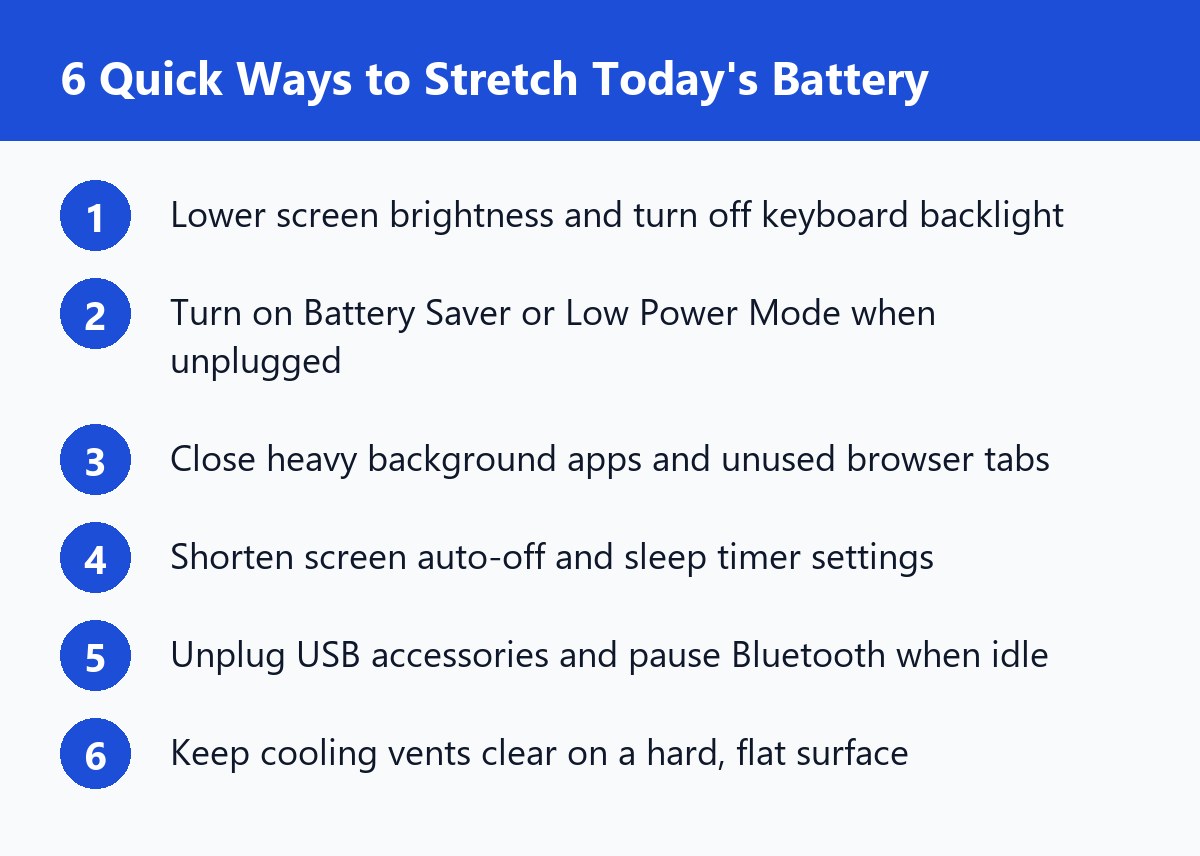 6 Quick Ways to Stretch Today's Battery
1 Lower screen brightness and turn off keyboard backlight
2 Turn on Battery Saver or Low Power Mode when
unplugged
3 Close heavy background apps and unused browser tabs
4 Shorten screen auto-off and sleep timer settings
5 Unplug USB accessories and pause Bluetooth when idle
6 Keep cooling vents clear on a hard, flat surface